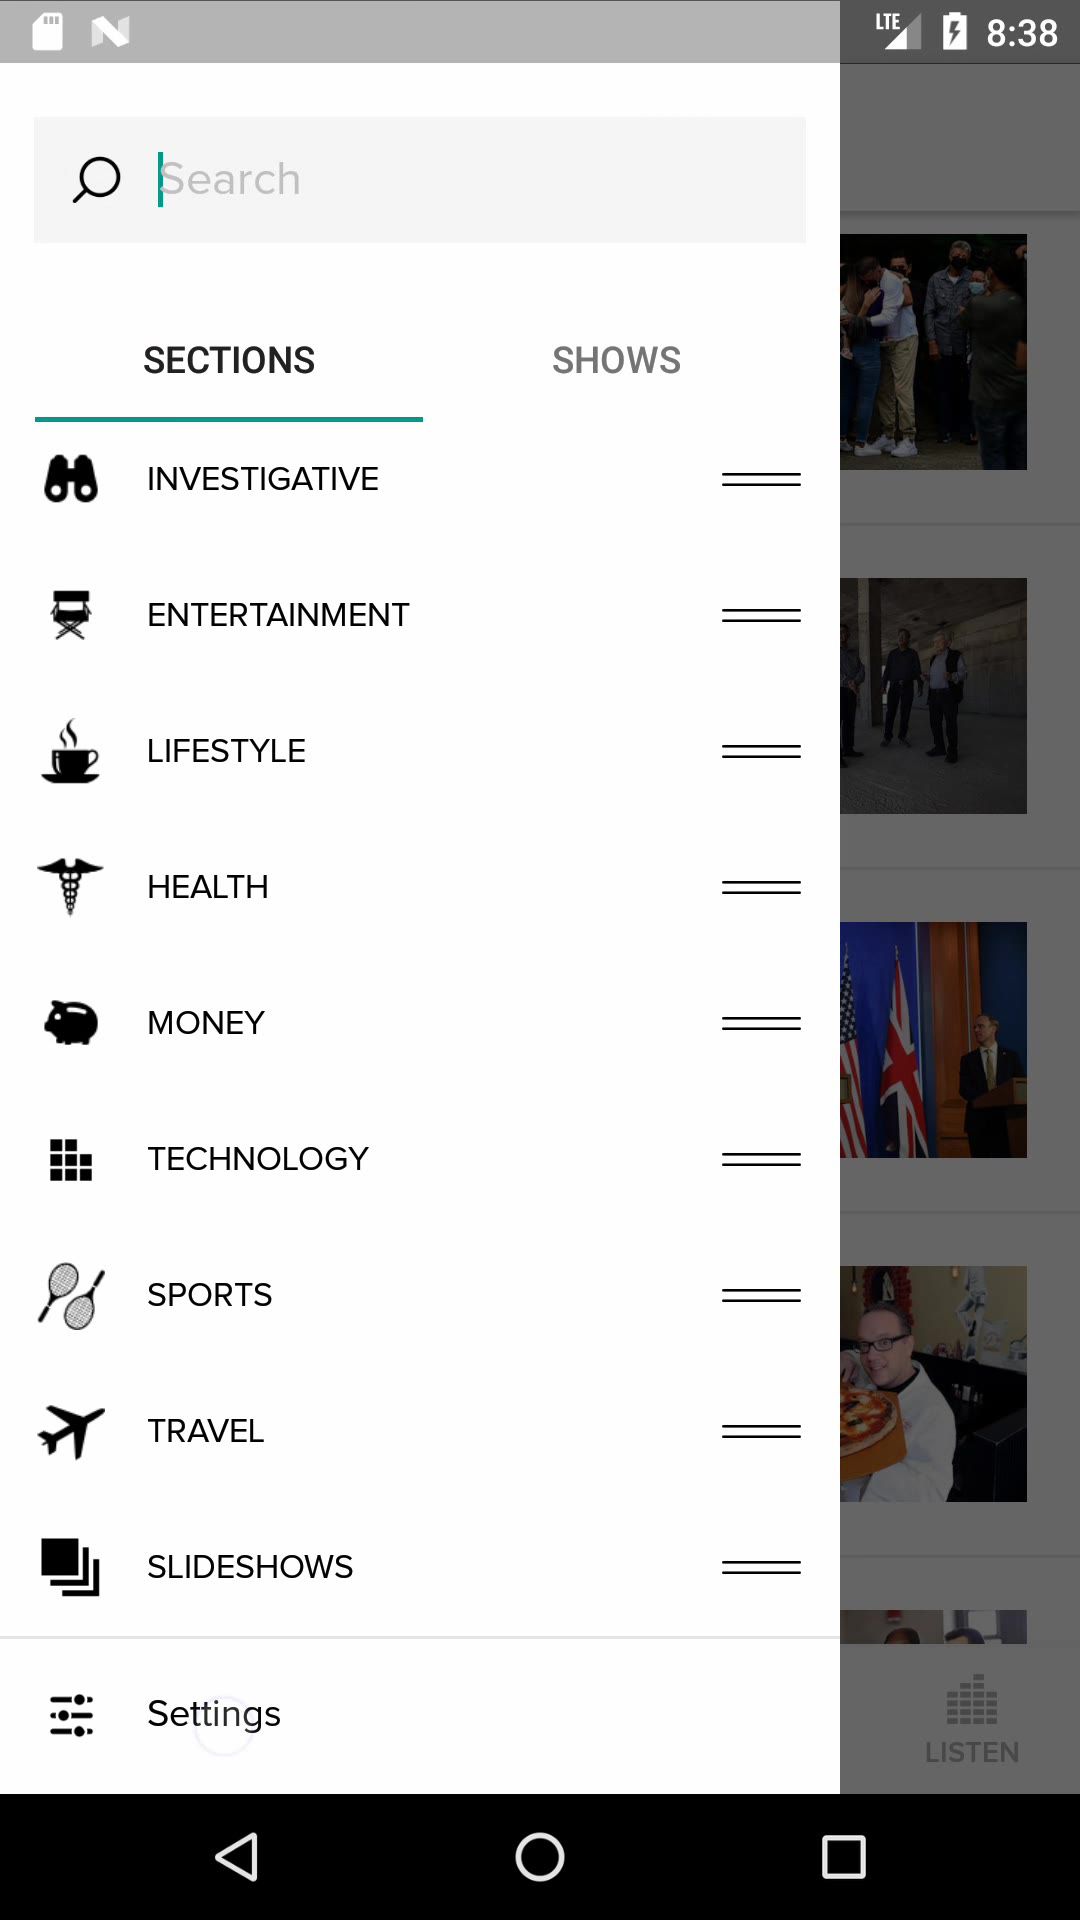 LTE 8:38
Search
SECTIONS SHOWS
INVESTIGATIVE
ENTERTAINMENT
LIFESTYLE
HEALTH
MONEY
TECHNOLOGY
SPORTS
TRAVEL
SLIDESHOWS
Settings
LISTEN